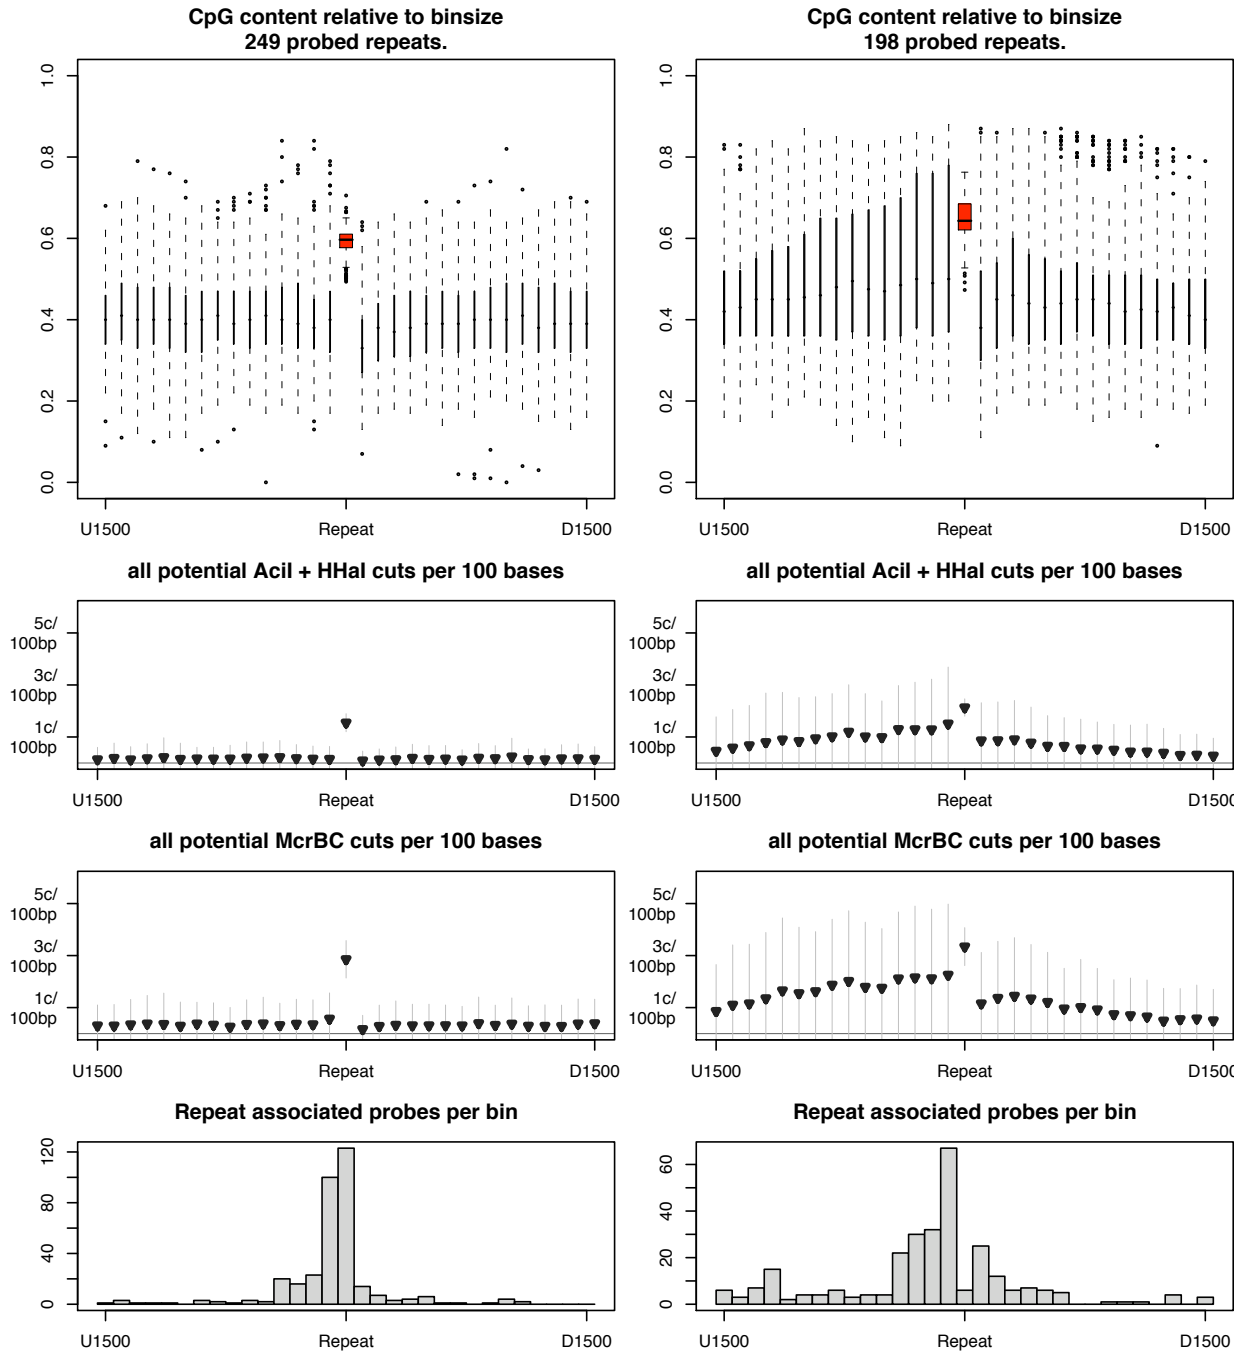 CpG content relative to binsize
249 probed repeats.
1.0
0.8
0.6
0.4
0.2
0.0
U1500
Repeat
D1500
CpG content relative to binsize
198 probed repeats.
1.0
0.8
0.6
0.4
0.2
0.0
U1500
Repeat
D1500
all potential AciI + HHaI cuts per 100 bases
5c/
100bp
3c/
100bp
1c/
100bp
U1500
Repeat
D1500
all potential AciI + HHaI cuts per 100 bases
5c/
100bp
3c/
100bp
1c/
100bp
U1500
Repeat
D1500
all potential McrBC cuts per 100 bases
5c/
100bp
3c/
100bp
1c/
100bp
U1500
Repeat
D1500
all potential McrBC cuts per 100 bases
5c/
100bp
3c/
100bp
1c/
100bp
U1500
Repeat
D1500
Repeat associated probes per bin
120
80
40
0
U1500
Repeat
D1500
Repeat associated probes per bin
60
40
20
0
U1500
Repeat
D1500